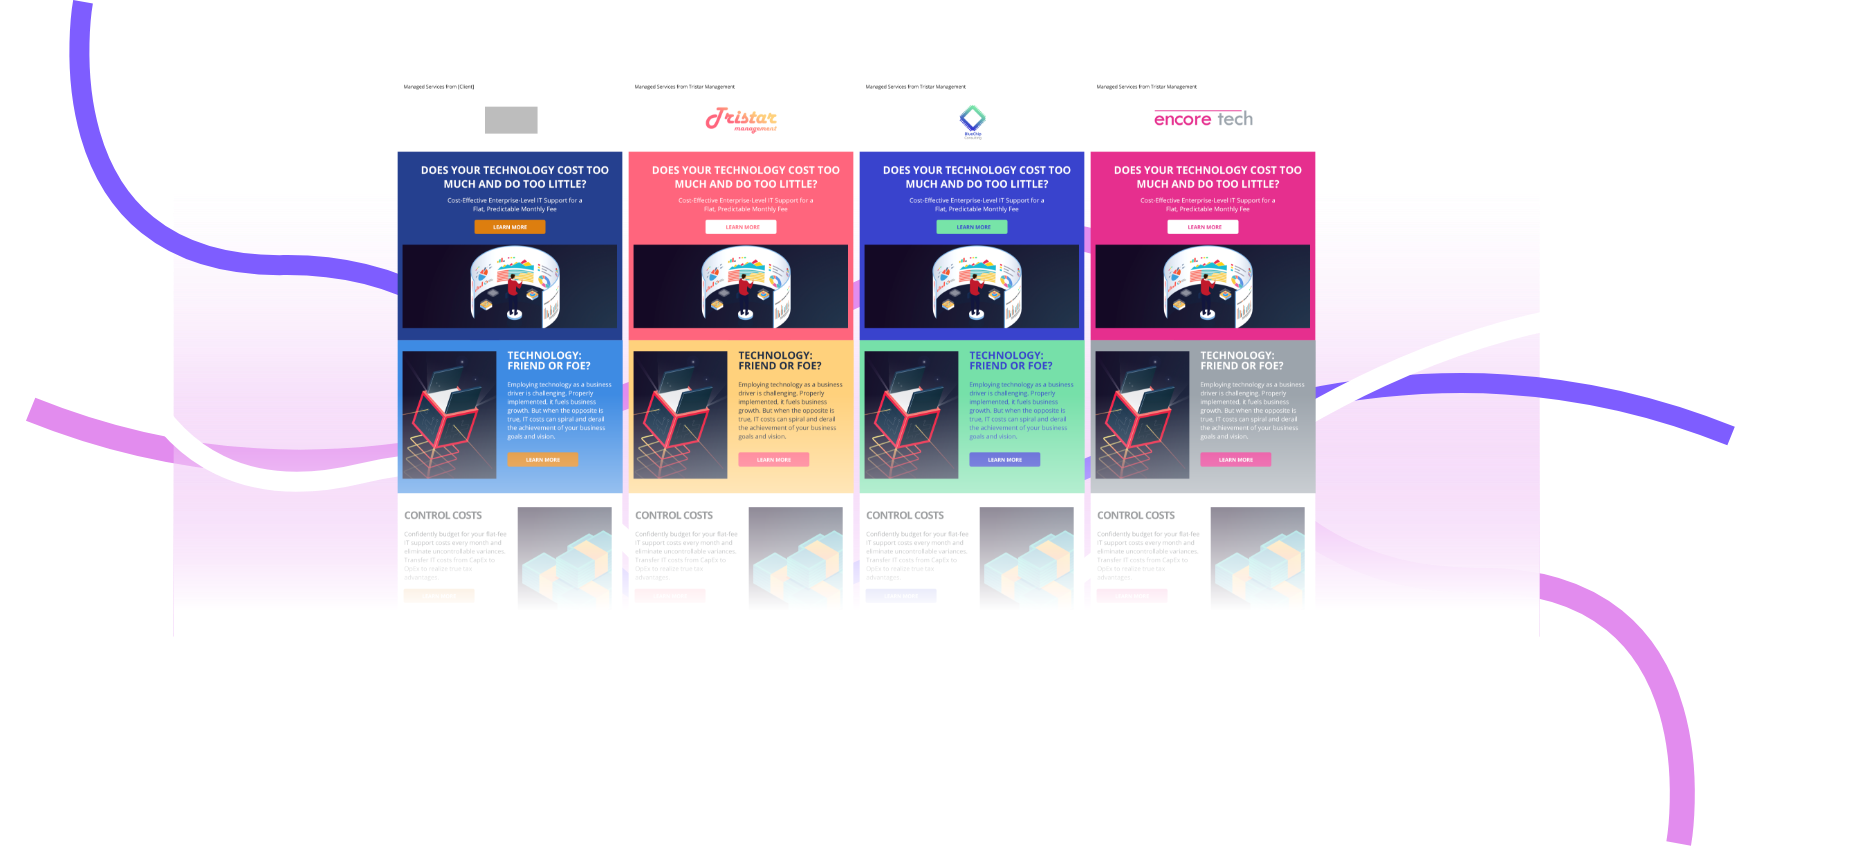 Managed Services from [Client]
DOES YOUR TECHNOLOGY COST TOO
MUCH AND DO TOO LITTLE?
Cost-Effective Enterprise-Level IT Support for a
Flat, Predictable Monthly Fee
LEARN MORE
TECHNOLOGY:
FRIEND OR FOE?
Employing technology as a business
driver is challenging. Properly
implemented, it fuels business
growth. But when the opposite is
true, IT costs can spiral and derail
the achievement of your business
goals and vision.
LEARN MORE
CONTROL COSTS
Confidently budget for your flat-fee
IT support costs every month and
eliminate uncontrollable variances.
Transfer IT costs from CapEx to
OpEx to realize true tax
advantages.
Managed Services from Tristar Management
Tristar
management
DOES YOUR TECHNOLOGY COST TOO
MUCH AND DO TOO LITTLE?
Cost-Effective Enterprise-Level IT Support for a
Flat, Predictable Monthly Fee
LEARN MORE
TECHNOLOGY:
FRIEND OR FOE?
Employing technology as a business
driver is challenging. Properly
implemented, it fuels business
growth. But when the opposite is
true, IT costs can spiral and derail
the achievement of your business
goals and vision.
LEARN MORE
CONTROL COSTS
Confidently budget for your flat-fee
IT support costs every month and
eliminate uncontrollable variances.
Transfer IT costs from CapEx to
OpEx to realize true tax
advantages.
Managed Services from Tristar Management
BlueChip
DOES YOUR TECHNOLOGY COST TOO
MUCH AND DO TOO LITTLE?
Cost-Effective Enterprise-Level IT Support for a
Flat, Predictable Monthly Fee
LEARN MORE
TECHNOLOGY:
FRIEND OR FOE?
Employing technology as a business
driver is challenging. Properly
implemented, it fuels business
growth. But when the opposite is
true, IT costs can spiral and derail
the achievement of your business
goals and vision.
LEARN MORE
CONTROL COSTS
Confidently budget for your flat-fee
IT support costs every month and
eliminate uncontrollable variances.
Transfer IT costs from CapEx to
OpEx to realize true tax
advantages.
Managed Services from Tristar Management
encore tech
DOES YOUR TECHNOLOGY COST TOO
MUCH AND DO TOO LITTLE?
Cost-Effective Enterprise-Level IT Support for a
Flat, Predictable Monthly Fee
LEARN MORE
TECHNOLOGY:
FRIEND OR FOE?
Employing technology as a business
driver is challenging. Properly
implemented, it fuels business
growth. But when the opposite is
true, IT costs can spiral and derail
the achievement of your business
goals and vision.
LEARN MORE
CONTROL COSTS
Confidently budget for your flat-fee
IT support costs every month and
eliminate uncontrollable variances.
Transfer IT costs from CapEx to
OpEx to realize true tax
advantages.